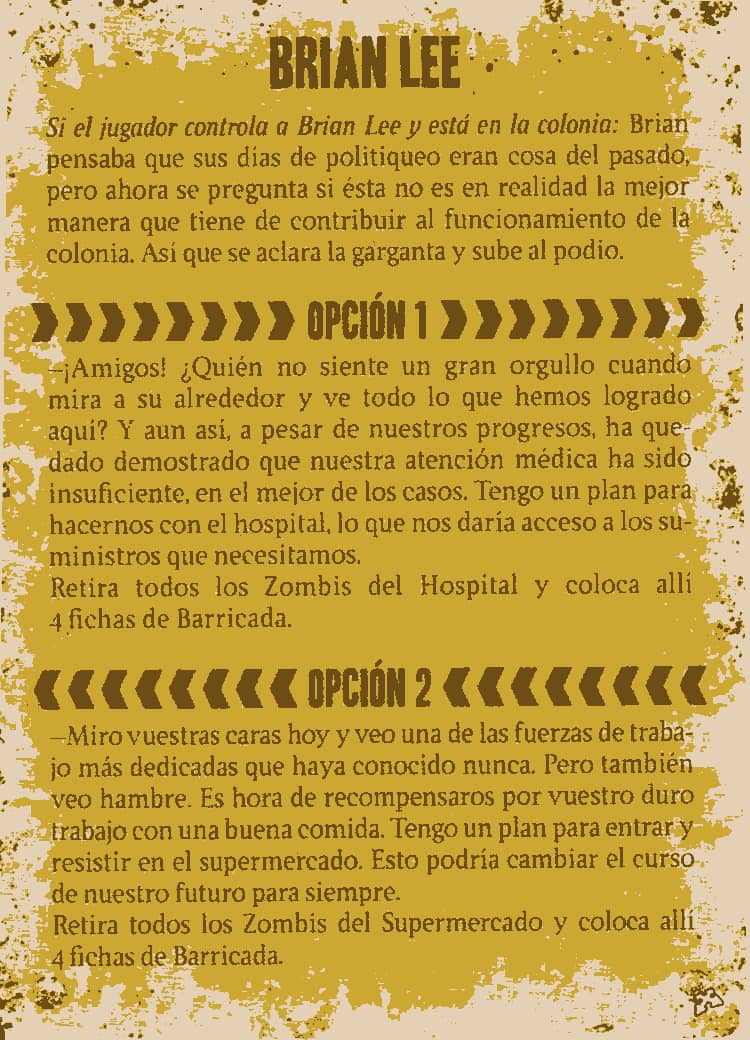 BRIAN LEE
Si el jugador controla a Brian Lee y está en la colonia: Brian
pensaba que sus días de politiqueo eran cosa del pasado,
pero ahora se pregunta si ésta no es en realidad la mejor
manera que tiene de contribuir al funcionamiento de la
colonia. Así que se aclara la garganta y sube al podio.
OPCIÓN 1
—¡Amigos! ¿Quién no siente un gran orgullo cuando
mira a su alrededor y ve todo lo que hemos logrado
aquí? Y aun así, a pesar de nuestros progresos, ha que-
dado demostrado que nuestra atención médica ha sido
insuficiente, en el mejor de los casos. Tengo un plan para
hacernos con el hospital, lo que nos daría acceso a los su-
ministros que necesitamos.
Retira todos los Zombis del Hospital y coloca allí
4 fichas de Barricada.
OPCIÓN 2
—Miro vuestras caras hoy y veo una de las fuerzas de traba-
jo más dedicadas que haya conocido nunca. Pero también
veo hambre. Es hora de recompensaros por vuestro duro
trabajo con una buena comida. Tengo un plan para entrar y
resistir en el supermercado. Esto podría cambiar el curso
de nuestro futuro para siempre.
Retira todos los Zombis del Supermercado y coloca allí
4 fichas de Barricada.